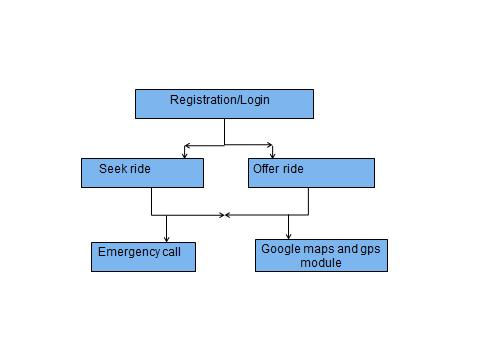 Registration/Login
Seek ride
Offer ride
Emergency call
Google maps and gps
module